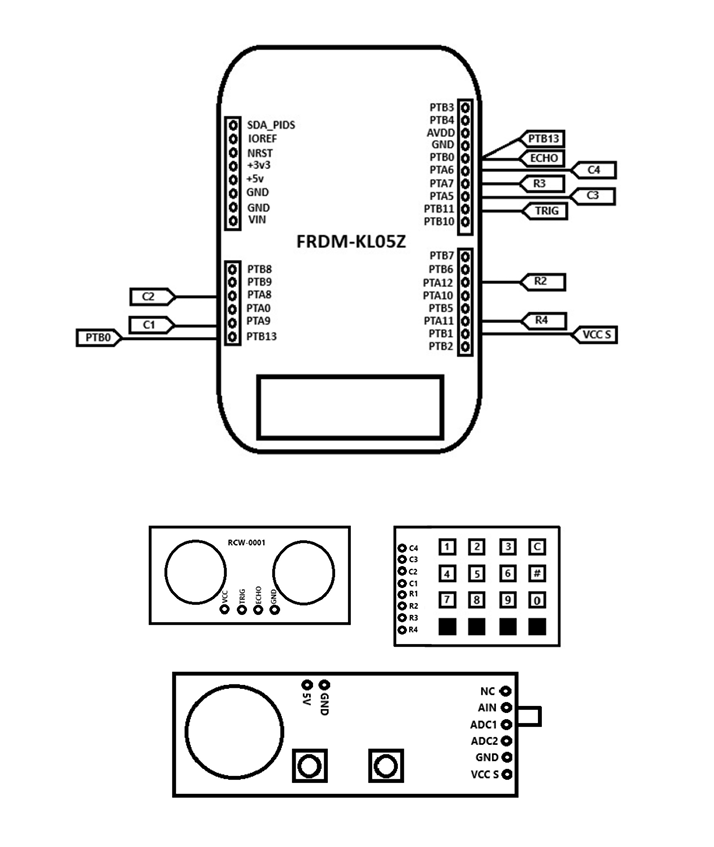 SDA_PIDS
IOREF
NRST
+3v3
+5v
GND
GND
VIN
PTB3
PTB4
AVDD
GND
PTB0
PTA6
PTA7
PTA5
PTB11
PTB10
PTB13
ECHO
C4
R3
C3
TRIG
FRDM-KL05Z
PTB8
PTB9
PTA8
PTA0
PTA9
PTB13
C2
C1
PTB0
PTB7
PTB6
PTA12
PTA10
PTB5
PTA11
PTB1
PTB2
R2
R4
VCC S
RCW-0001
VCC
TRIG
ECHO
GND
C4
C3
C2
C1
R1
R2
R3
R4
1 2 3 C
4 5 6 #
7 8 9 0
5V
GND
NC
AIN
ADC1
ADC2
GND
VCC S